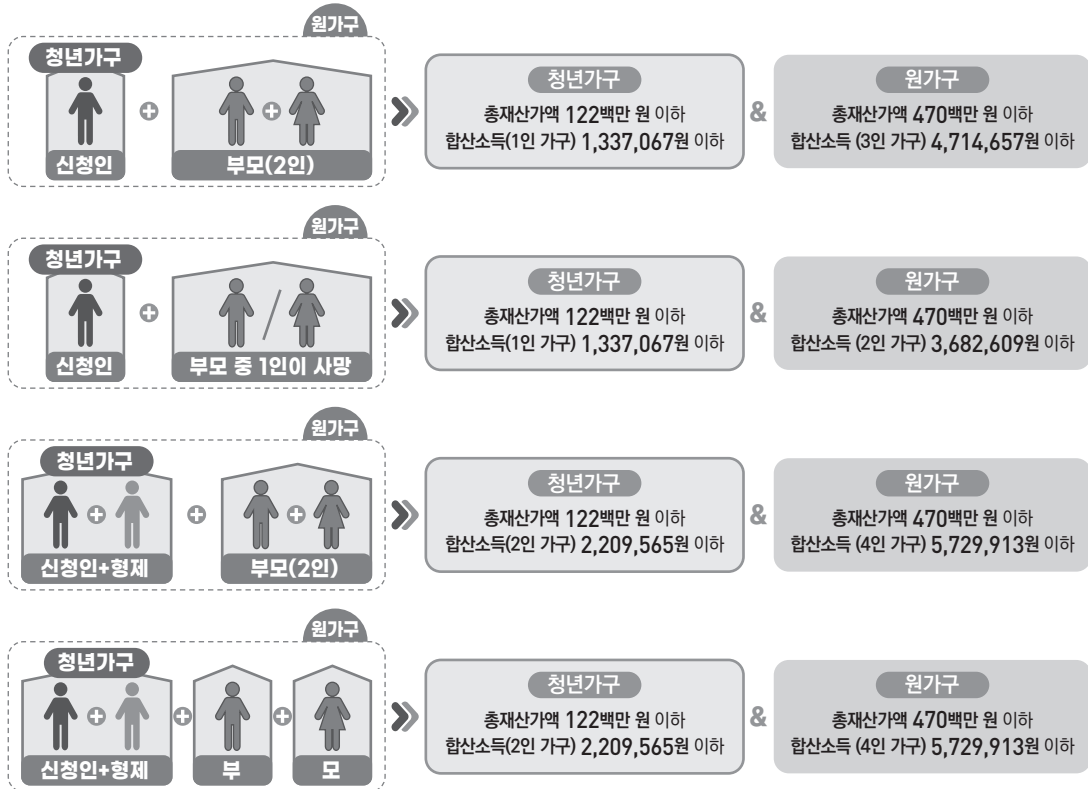 원가구
청년가구
신청인
부모(2인)
청년가구
총재산가액 122백만 원 이하
합산소득(1인 가구) 1,337,067원 이하
&
원가구
총재산가액 470백만 원 이하
합산소득 (3인 가구) 4,714,657원 이하
원가구
청년가구
신청인
부모 중 1인이 사망
청년가구
총재산가액 122백만 원 이하
합산소득(1인 가구) 1,337,067원 이하
&
원가구
총재산가액 470백만 원 이하
합산소득 (2인 가구) 3,682,609원 이하
원가구
청년가구
신청인+형제
부모(2인)
청년가구
총재산가액 122백만 원 이하
합산소득(2인 가구) 2,209,565원 이하
&
원가구
총재산가액 470백만 원 이하
합산소득 (4인 가구) 5,729,913원 이하
원가구
청년가구
신청인+형제
부
모
청년가구
총재산가액 122백만 원 이하
합산소득(2인 가구) 2,209,565원 이하
&
원가구
총재산가액 470백만 원 이하
합산소득 (4인 가구) 5,729,913원 이하